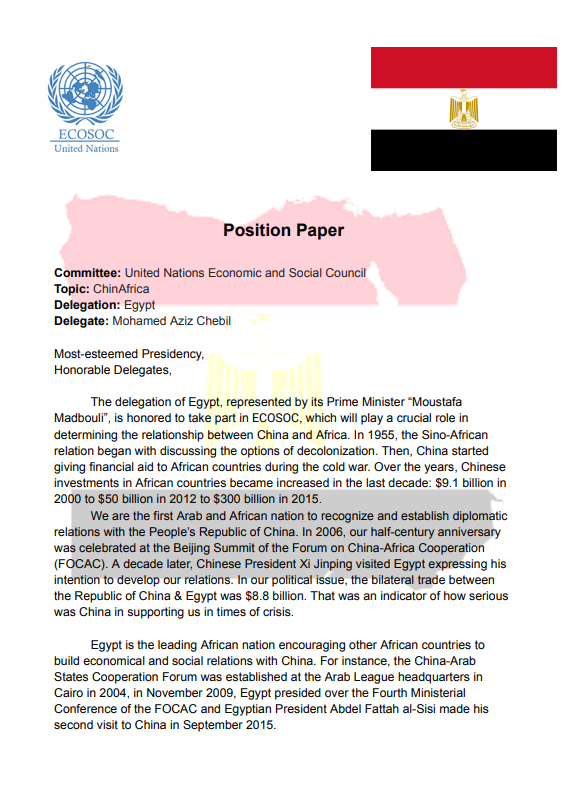 ECOSOC
United Nations
Position Paper
Committee: United Nations Economic and Social Council
Topic: ChinAfrica
Delegation: Egypt
Delegate: Mohamed Aziz Chebil
Most-esteemed Presidency,
Honorable Delegates,
The delegation of Egypt, represented by its Prime Minister “Moustafa
Madbouli”, is honored to take part in ECOSOC, which will play a crucial role in
determining the relationship between China and Africa. In 1955, the Sino-African
relation began with discussing the options of decolonization. Then, China started
giving financial aid to African countries during the cold war. Over the years, Chinese
investments in African countries became increased in the last decade: $9.1 billion in
2000 to $50 billion in 2012 to $300 billion in 2015.
We are the first Arab and African nation to recognize and establish diplomatic
relations with the People’s Republic of China. In 2006, our half-century anniversary
was celebrated at the Beijing Summit of the Forum on China-Africa Cooperation
(FOCAC). A decade later, Chinese President Xi Jinping visited Egypt expressing his
intention to develop our relations. In our political issue, the bilateral trade between
the Republic of China & Egypt was $8.8 billion. That was an indicator of how serious
was China in supporting us in times of crisis.
Egypt is the leading African nation encouraging other African countries to
build economical and social relations with China. For instance, the China-Arab
States Cooperation Forum was established at the Arab League headquarters in
Cairo in 2004, in November 2009, Egypt presided over the Fourth Ministerial
Conference of the FOCAC and Egyptian President Abdel Fattah al-Sisi made his
second visit to China in September 2015.